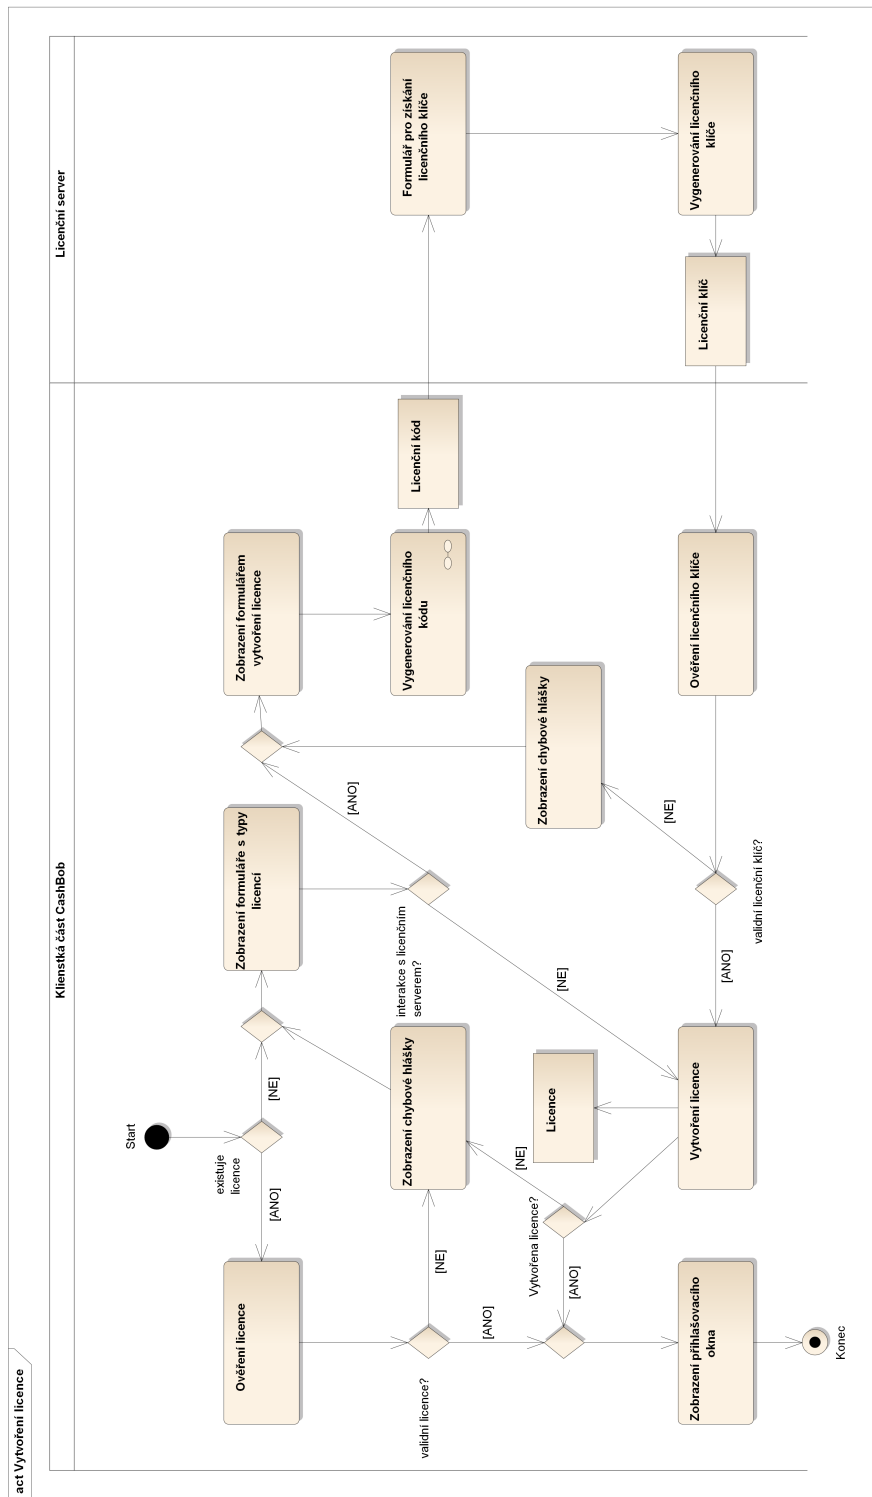 act Vytvoření licence
Klienstká část CashBob
Licenční server
Start
existuje
licence
[ANO]
[NE]
Ověření licence
Zobrazení formuláře s typy
licencí
Zobrazení formulářem
vytvoření licence
[ANO]
validní licence?
[NE]
Zobrazení chybové hlášky
interakce s licenčním
serverem?
Vygenerování licenčního
kódu
Licenční kód
Formulář pro získání
licenčního klíče
[ANO]
[NE]
Vytvořena licence?
[ANO]
Licence
[NE]
Zobrazení chybové hlášky
[NE]
Zobrazení přihlašovacího
okna
Vytvoření licence
[ANO]
validní licenční klíč?
Ověření licenčního klíče
Licenční klíč
Vygenerování licenčního
klíče
Konec